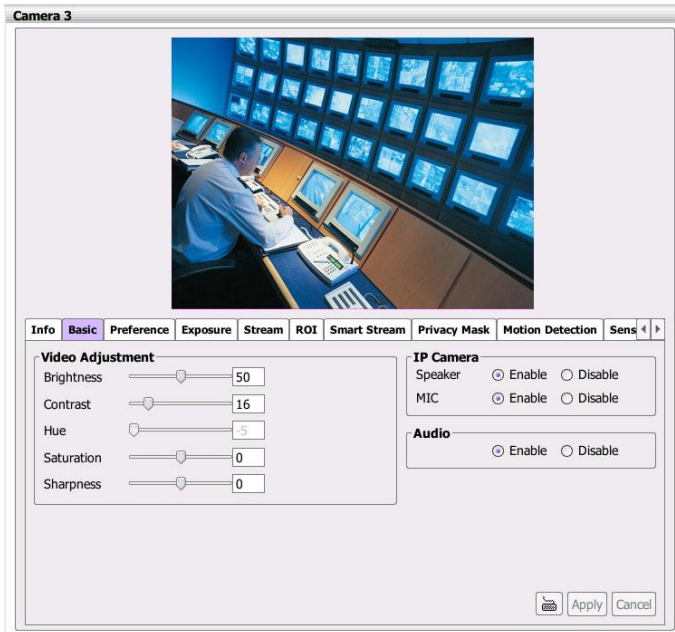 Camera 3
Info Basic Preference Exposure Stream ROI Smart Stream Privacy Mask Motion Detection Sens
Video Adjustment
Brightness 50
Contrast 16
Hue -5
Saturation 0
Sharpness 0
IP Camera
Speaker Enable Disable
MIC Enable Disable
Audio
Enable Disable
Apply Cancel